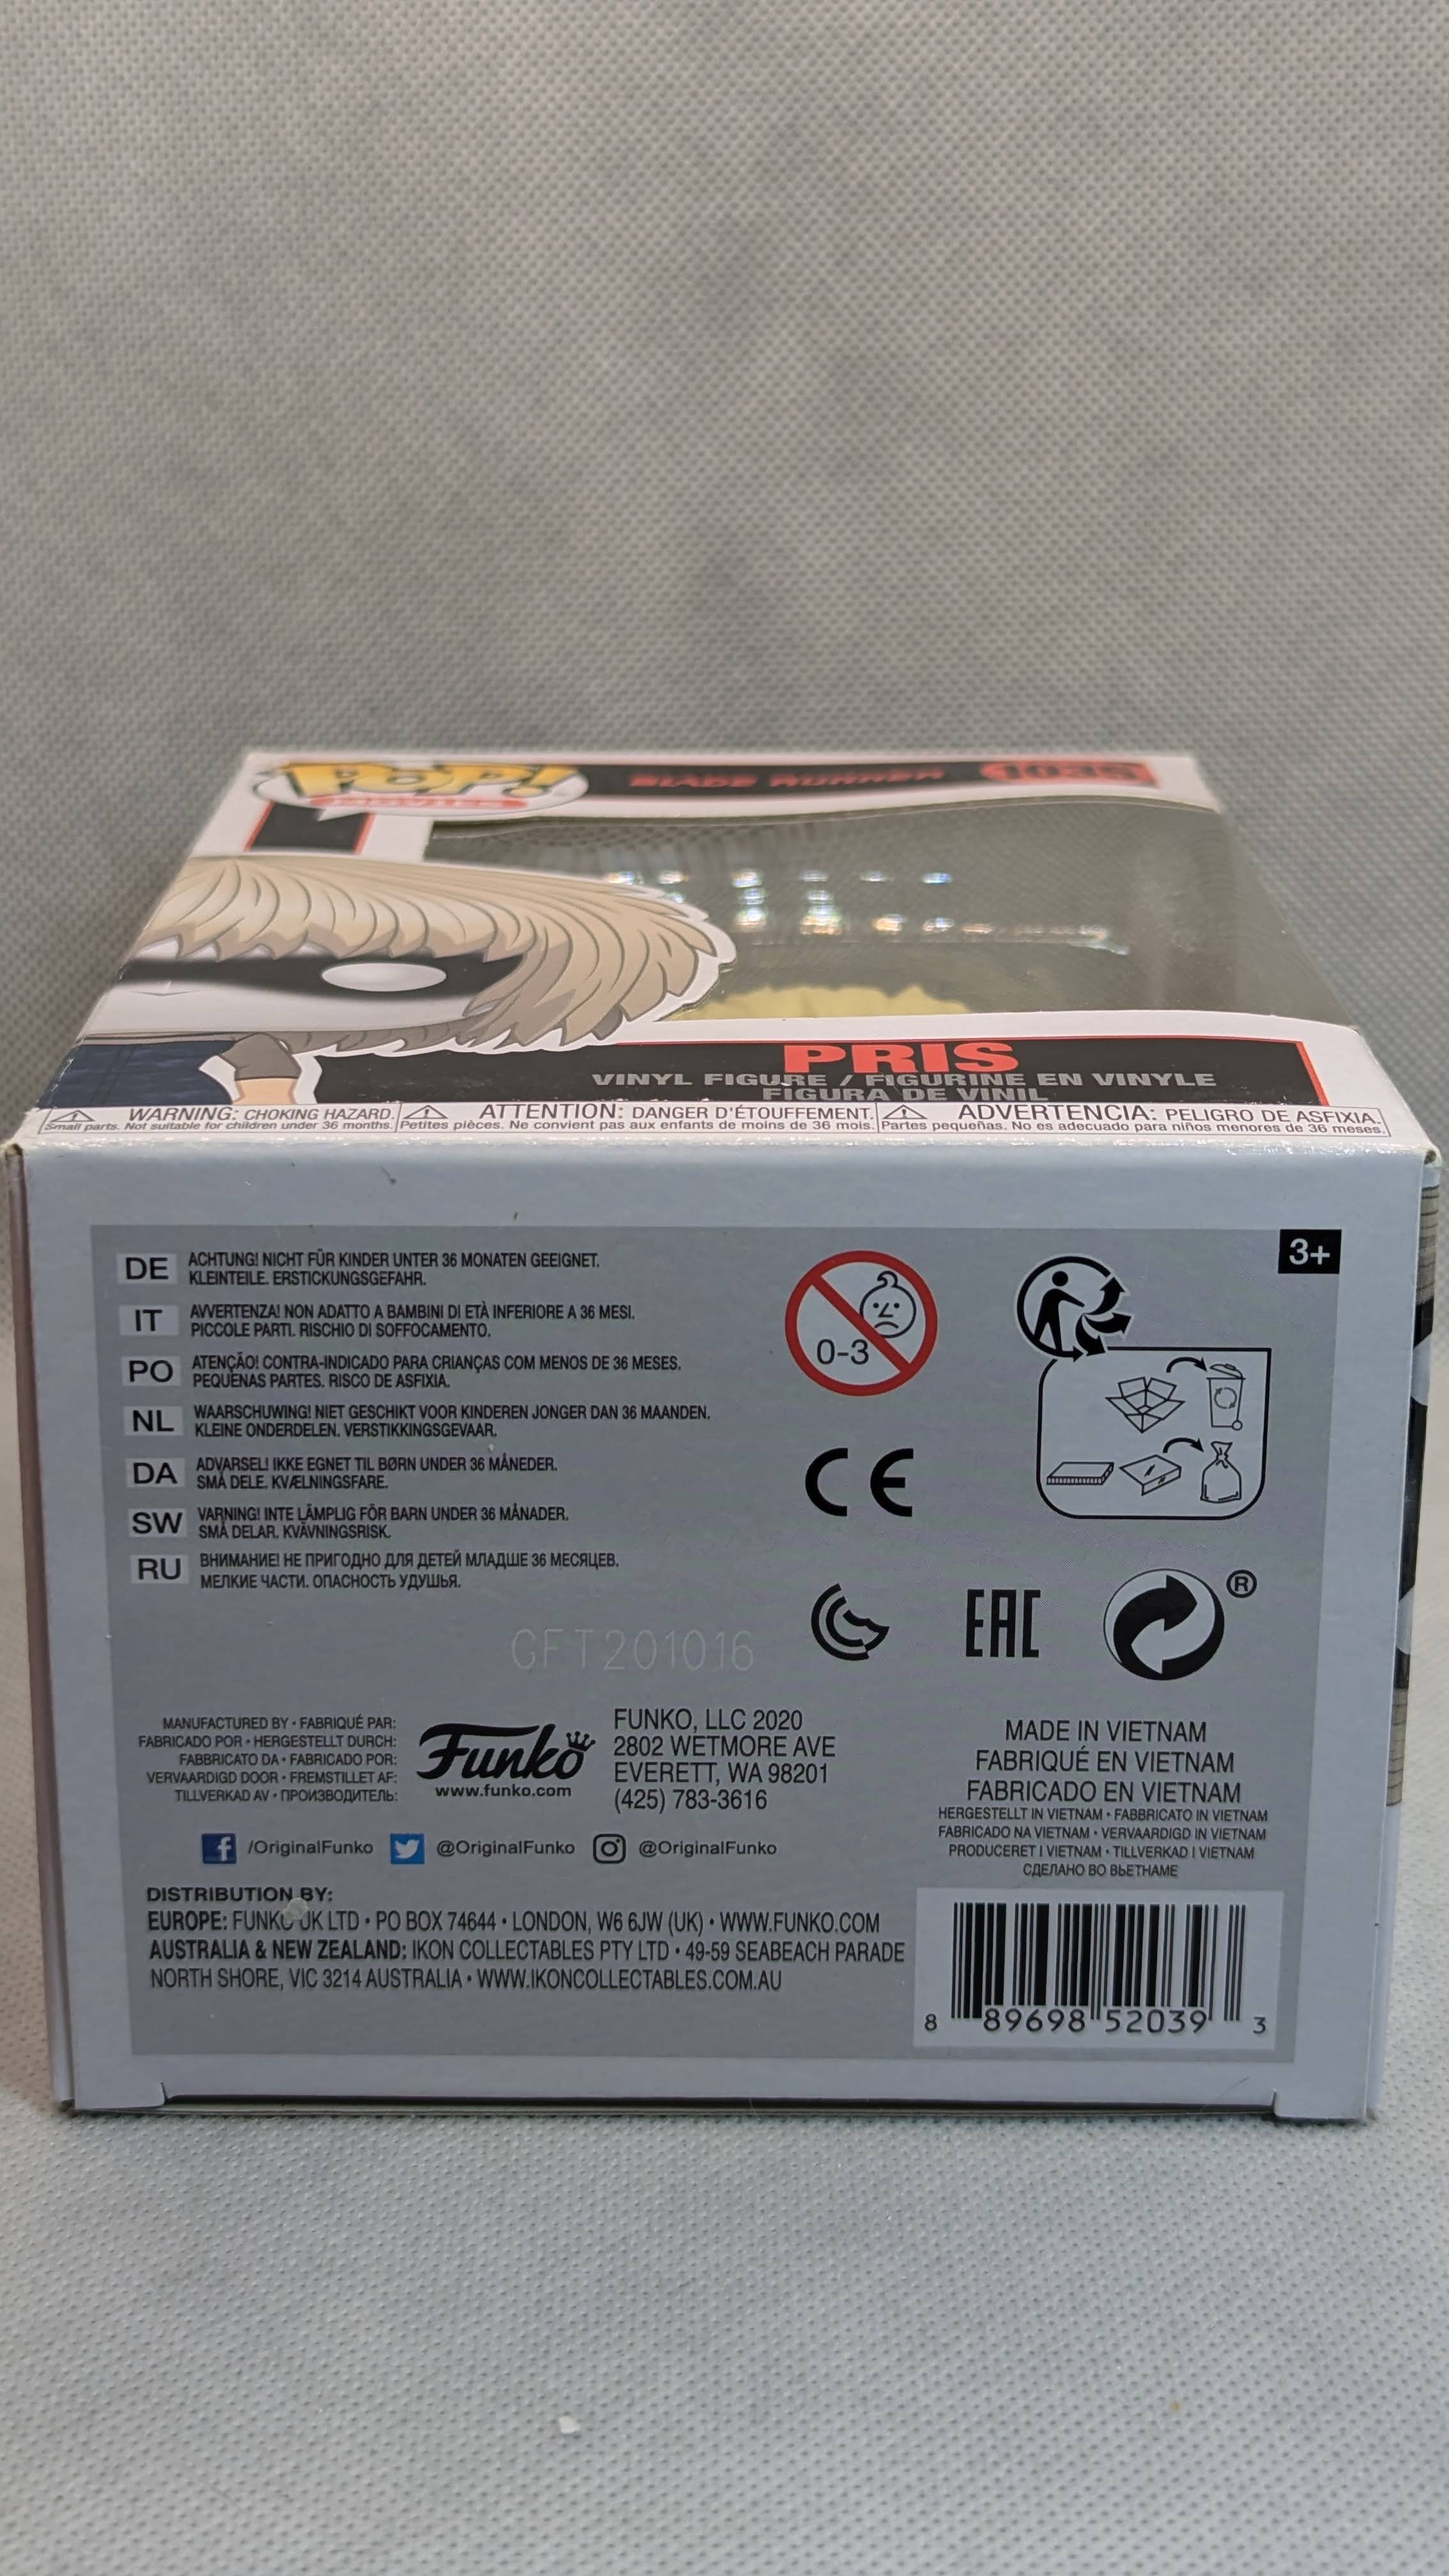 POP!
MOVIES
BLADE RUNNER
1035
PRIS
VINYL FIGURE / FIGURINE EN VINYLE
FIGURA DE VINIL
WARNING: CHOKING HAZARD.
Small parts. Not suitable for children under 36 months.
ATTENTION: DANGER D'ÉTOUFFEMENT.
Petites pièces. Ne convient pas aux enfants de moins de 36 mois.
ADVERTENCIA: PELIGRO DE ASFIXIA.
Partes pequeñas. No es adecuado para niños menores de 36 meses.
3+
DE ACHTUNG! NICHT FÜR KINDER UNTER 36 MONATEN GEEIGNET.
KLEINTEILE. ERSTICKUNGSGEFAHR.
IT AVVERTENZA! NON ADATTO A BAMBINI DI ETÀ INFERIORE A 36 MESI.
PICCOLE PARTI. RISCHIO DI SOFFOCAMENTO.
PO ATENÇÃO! CONTRA-INDICADO PARA CRIANÇAS COM MENOS DE 36 MESES.
PEQUENAS PARTES. RISCO DE ASFIXIA.
NL WAARSCHUWING! NIET GESCHIKT VOOR KINDEREN JONGER DAN 36 MAANDEN.
KLEINE ONDERDELEN. VERSTIKKINGSGEVAAR.
DA ADVARSEL! IKKE EGNET TIL BØRN UNDER 36 MÅNEDER.
SMÅ DELE. KVÆLNINGSFARE.
SW VARNING! INTE LÄMPLIG FÖR BARN UNDER 36 MÅNADER.
SMÅ DELAR. KVÄVNINGSRISK.
RU ВНИМАНИЕ! НЕ ПРИГОДНО ДЛЯ ДЕТЕЙ МЛАДШЕ 36 МЕСЯЦЕВ.
МЕЛКИЕ ЧАСТИ. ОПАСНОСТЬ УДУШЬЯ.
0-3
CE
EAC
®
GFT201016
MANUFACTURED BY • FABRIQUÉ PAR:
FABRICADO POR • HERGESTELLT DURCH:
FABBRICATO DA • FABRICADO POR:
VERVAARDIGD DOOR • FREMSTILLET AF:
TILLVERKAD AV • ПРОИЗВОДИТЕЛЬ:
Funko
www.funko.com
FUNKO, LLC 2020
2802 WETMORE AVE
EVERETT, WA 98201
(425) 783-3616
MADE IN VIETNAM
FABRIQUÉ EN VIETNAM
FABRICADO EN VIETNAM
HERGESTELLT IN VIETNAM • FABBRICATO IN VIETNAM
FABRICADO NA VIETNAM • VERVAARDIGD IN VIETNAM
PRODUCERET I VIETNAM • TILLVERKAD I VIETNAM
СДЕЛАНО ВО ВЬЕТНАМЕ
/OriginalFunko @OriginalFunko @OriginalFunko
DISTRIBUTION BY:
EUROPE: FUNKO UK LTD • PO BOX 74644 • LONDON, W6 6JW (UK) • WWW.FUNKO.COM
AUSTRALIA & NEW ZEALAND: IKON COLLECTABLES PTY LTD • 49-59 SEABEACH PARADE
NORTH SHORE, VIC 3214 AUSTRALIA • WWW.IKONCOLLECTABLES.COM.AU
8 89698 52039 3